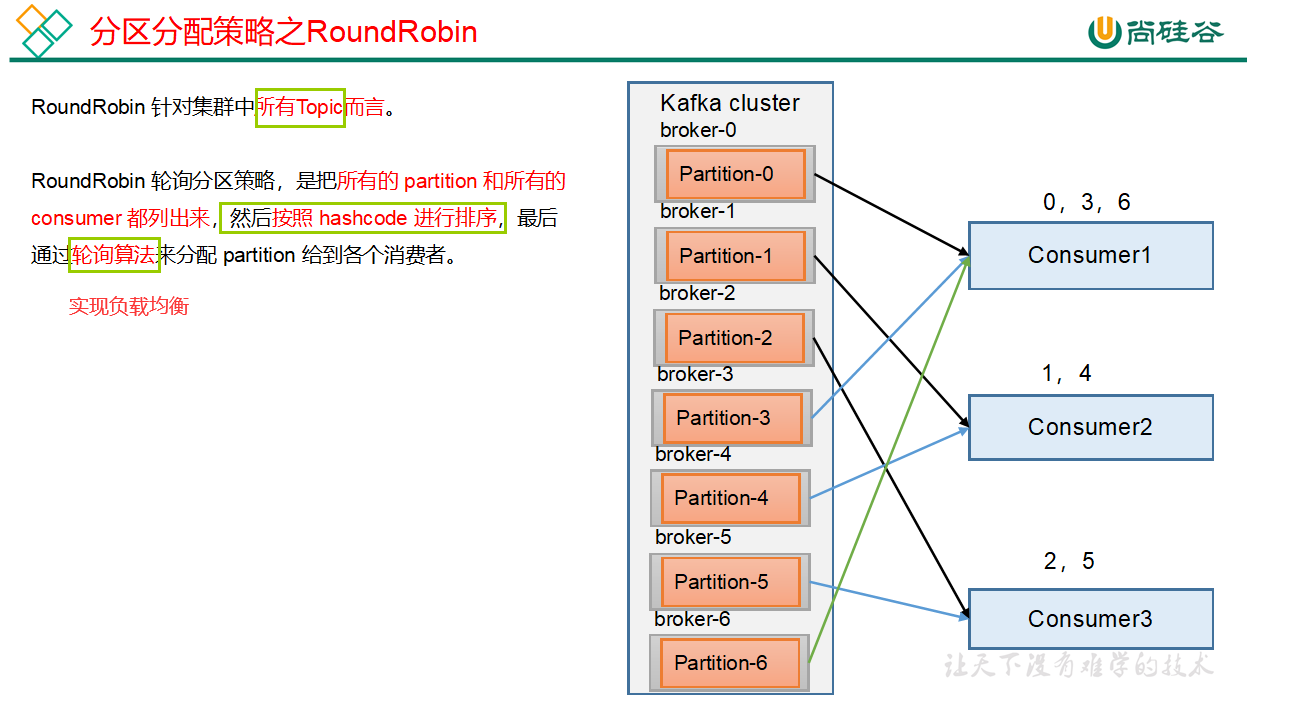 分区分配策略之RoundRobin
尚硅谷
RoundRobin 针对集群中所有Topic而言。
RoundRobin 轮询分区策略，是把所有的 partition 和所有的
consumer 都列出来，然后按照 hashcode 进行排序，最后
通过轮询算法来分配 partition 给到各个消费者。
实现负载均衡
Kafka cluster
broker-0
Partition-0
broker-1
Partition-1
broker-2
Partition-2
broker-3
Partition-3
broker-4
Partition-4
broker-5
Partition-5
broker-6
Partition-6
0，3，6
Consumer1
1，4
Consumer2
2，5
Consumer3
让天下没有难学的技术